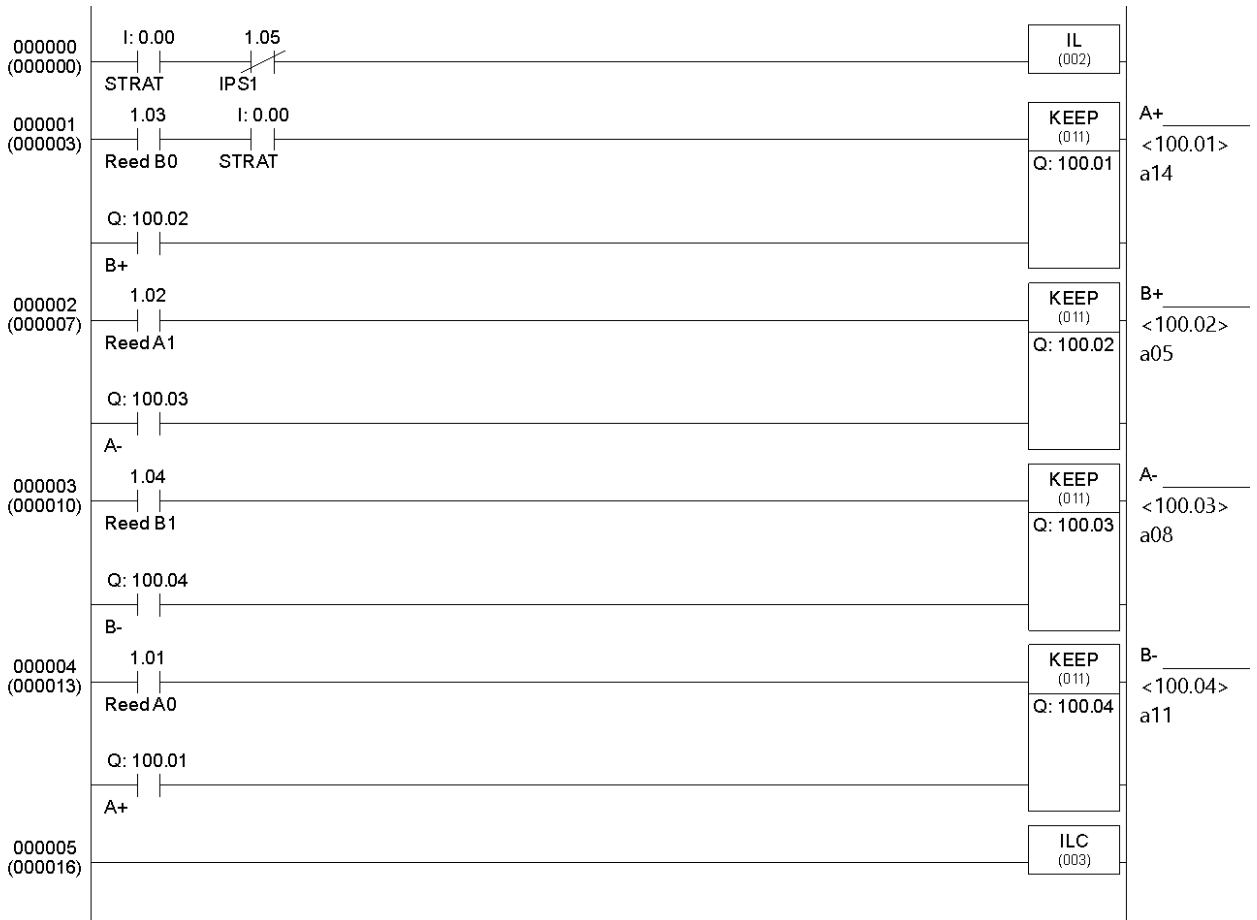 I: 0.00 1.05 IL
000000 (002)
(000000)
STRAT IPS1
1.03 I: 0.00 KEEP A+
000001 (011)
(000003) <100.01>
Reed B0 STRAT Q: 100.01
a14
Q: 100.02
B+
1.02 KEEP B+
000002 (011)
(000007) <100.02>
Reed A1 Q: 100.02
a05
Q: 100.03
A-
1.04 KEEP A-
000003 (011)
(000010) <100.03>
Reed B1 Q: 100.03
a08
Q: 100.04
B-
1.01 KEEP B-
000004 (011)
(000013) <100.04>
Reed A0 Q: 100.04
a11
Q: 100.01
A+
000005 ILC
(000016) (003)